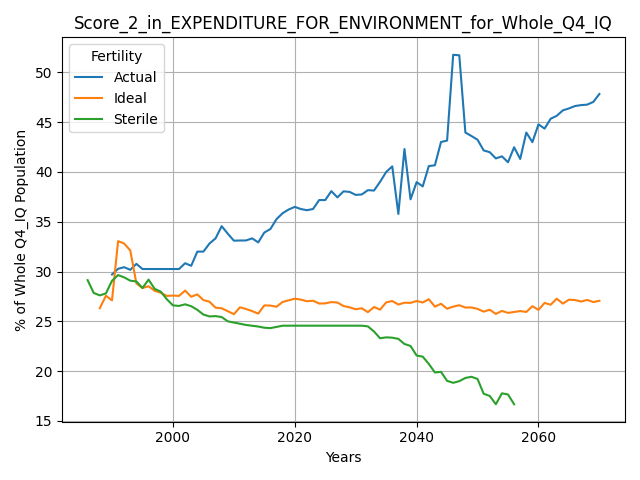 Score_2_in_EXPENDITURE_FOR_ENVIRONMENT_for_Whole_Q4_IQ
Fertility
Actual
Ideal
Sterile
% of Whole Q4_IQ Population
50
45
40
35
30
25
20
15
2000
2020
2040
2060
Years